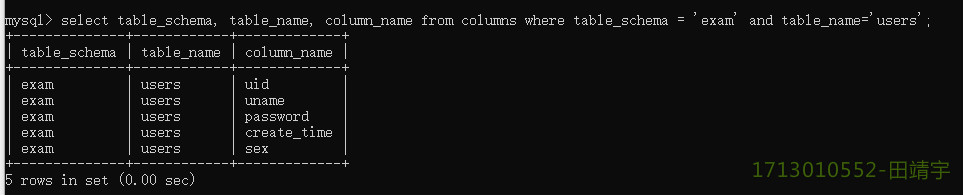 mysql> select table_schema, table_name, column_name from columns where table_schema = 'exam' and table_name='users';
+--------------+------------+-------------+
| table_schema | table_name | column_name |
+--------------+------------+-------------+
| exam         | users      | uid         |
| exam         | users      | uname       |
| exam         | users      | password    |
| exam         | users      | create_time |
| exam         | users      | sex         |
+--------------+------------+-------------+
5 rows in set (0.00 sec)
1713010552-田靖宇